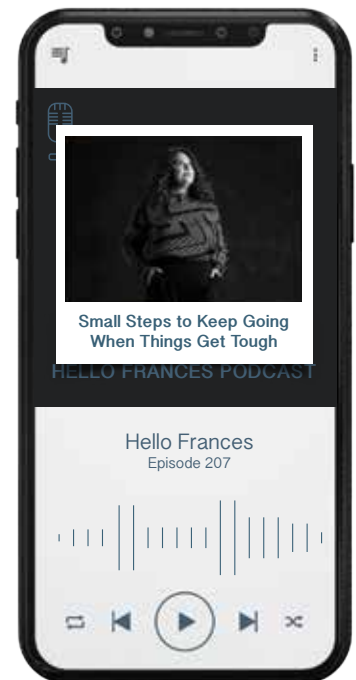 Small Steps to Keep Going
When Things Get Tough
HELLO FRANCES PODCAST
Hello Frances
Episode 207